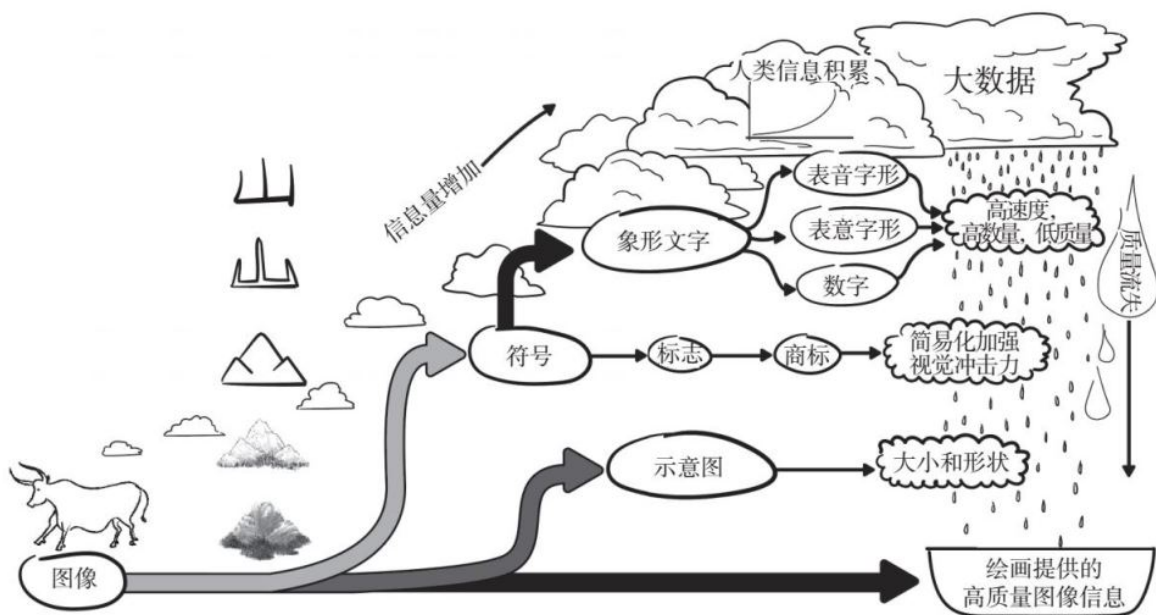 人类信息积累
大数据
信息量增加
山
象形文字
表音字形
表意字形
数字
高速度，
高数量，低质量
质量流失
符号
标志
商标
简易化加强
视觉冲击力
示意图
大小和形状
图像
绘画提供的
高质量图像信息